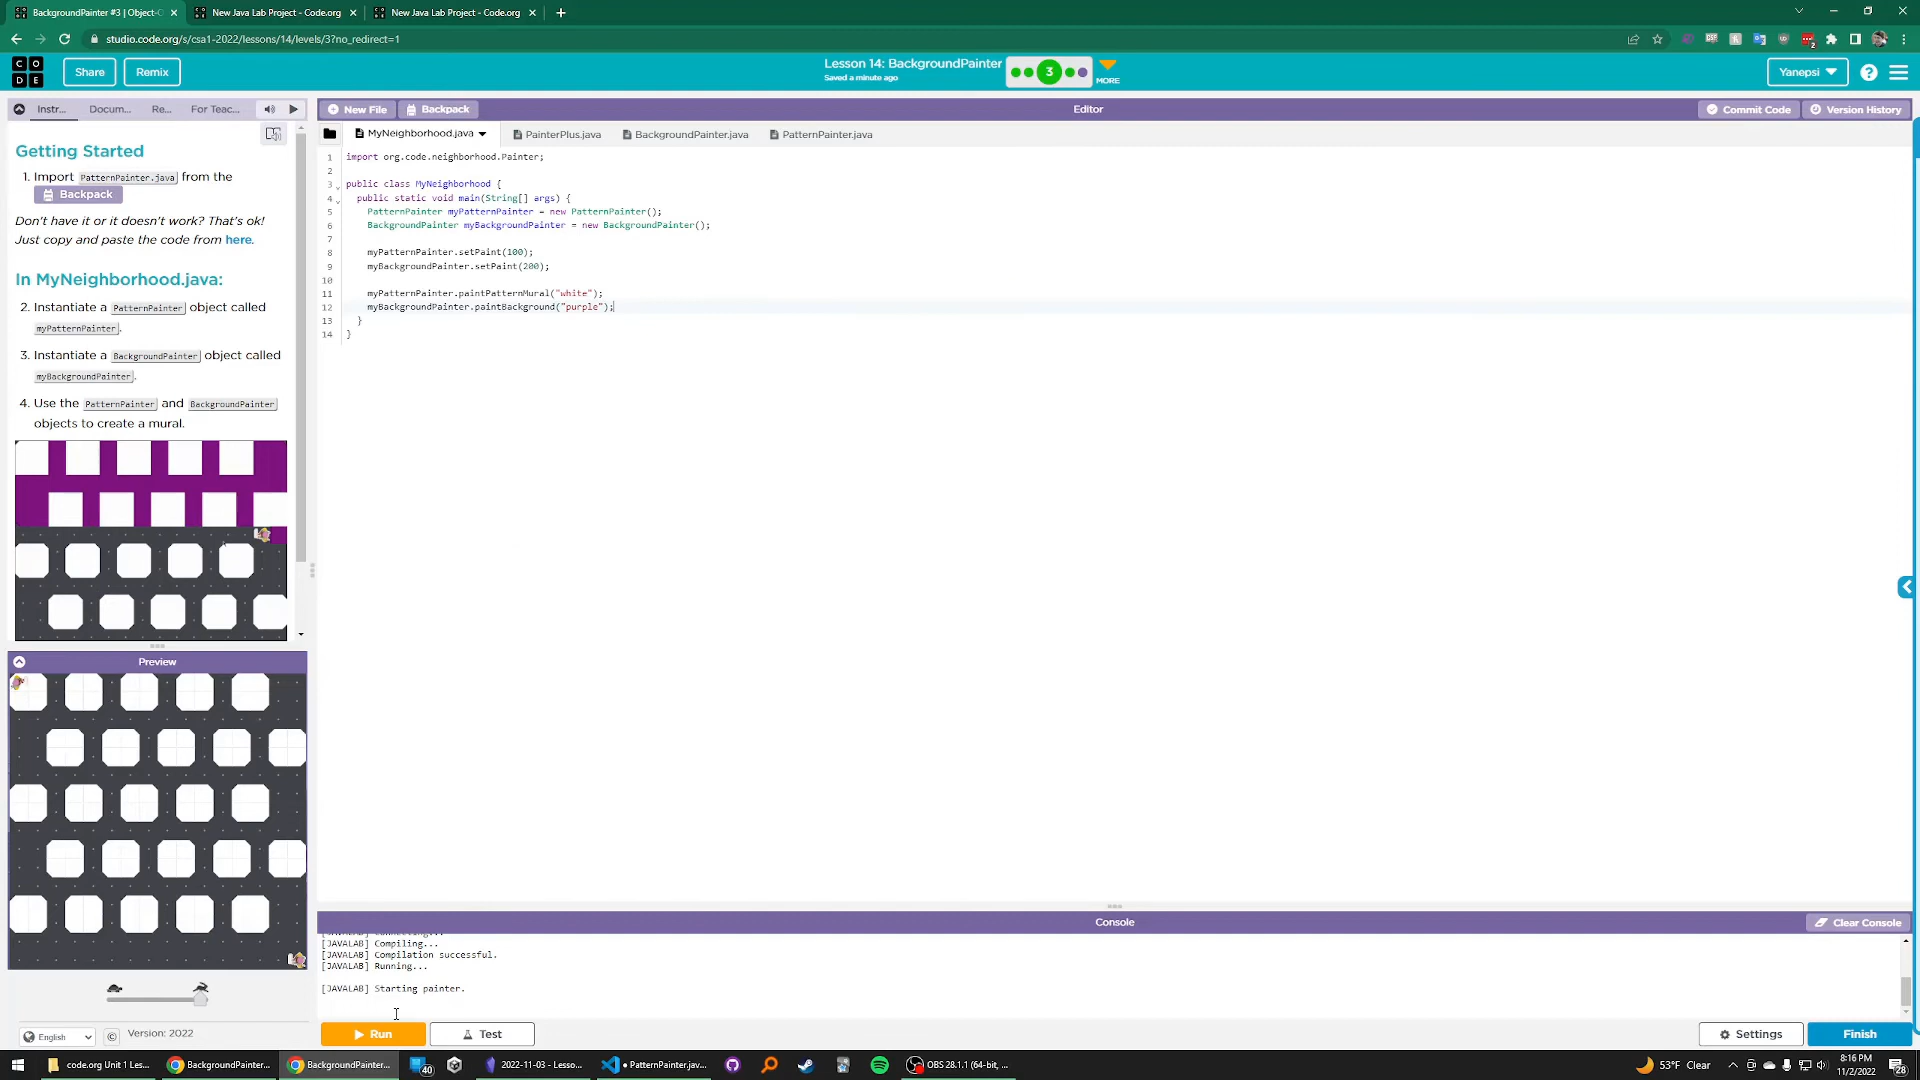 BackgroundPainter #3 | Object-O
New Java Lab Project - Code.org
New Java Lab Project - Code.org
studio.code.org/s/csa1-2022/lessons/14/levels/3?no_redirect=1
C O D E
Share
Remix
Lesson 14: BackgroundPainter
Saved a minute ago
3
MORE
Yanepsi
Instr...
Docum...
Re...
For Teac...
New File
Backpack
Editor
Commit Code
Version History
MyNeighborhood.java
PainterPlus.java
BackgroundPainter.java
PatternPainter.java
Getting Started
1. Import PatternPainter.java from the
Backpack
Don't have it or it doesn't work? That's ok!
Just copy and paste the code from here.
In MyNeighborhood.java:
2. Instantiate a PatternPainter object called
myPatternPainter.
3. Instantiate a BackgroundPainter object called
myBackgroundPainter.
4. Use the PatternPainter and BackgroundPainter
objects to create a mural.
1 import org.code.neighborhood.Painter;
2
3 public class MyNeighborhood {
4 public static void main(String[] args) {
5 PatternPainter myPatternPainter = new PatternPainter();
6 BackgroundPainter myBackgroundPainter = new BackgroundPainter();
7
8 myPatternPainter.setPaint(100);
9 myBackgroundPainter.setPaint(200);
10
11 myPatternPainter.paintPatternMural("white");
12 myBackgroundPainter.paintBackground("purple");
13 }
14 }
Preview
Console
Clear Console
[JAVALAB] Connecting...
[JAVALAB] Compiling...
[JAVALAB] Compilation successful.
[JAVALAB] Running...
[JAVALAB] Starting painter.
Run
Test
Settings
Finish
English
Version: 2022
code.org Unit 1 Les...
BackgroundPainter...
BackgroundPainter...
40
2022-11-03 - Lesso...
PatternPainter.jav...
OBS 28.1.1 (64-bit, ...
53°F Clear
8:16 PM
11/2/2022
28